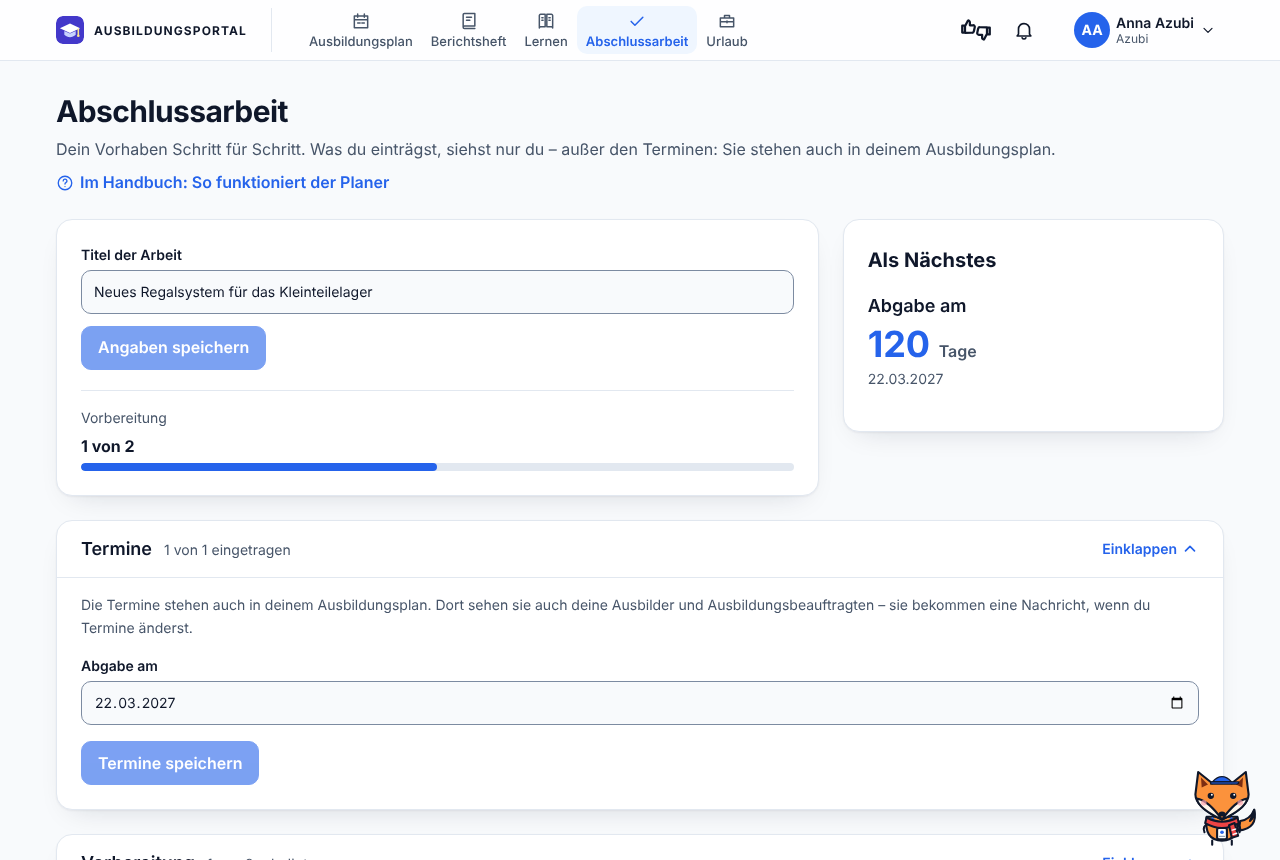 AUSBILDUNGSPORTAL
Ausbildungsplan
Berichtsheft
Lernen
Abschlussarbeit
Urlaub
AA
Anna Azubi
Azubi
Abschlussarbeit
Dein Vorhaben Schritt für Schritt. Was du einträgst, siehst nur du – außer den Terminen: Sie stehen auch in deinem Ausbildungsplan.
Im Handbuch: So funktioniert der Planer
Titel der Arbeit
Neues Regalsystem für das Kleinteilelager
Angaben speichern
Vorbereitung
1 von 2
Als Nächstes
Abgabe am
120 Tage
22.03.2027
Termine 1 von 1 eingetragen
Einklappen
Die Termine stehen auch in deinem Ausbildungsplan. Dort sehen sie auch deine Ausbilder und Ausbildungsbeauftragten – sie bekommen eine Nachricht, wenn du
Termine änderst.
Abgabe am
22.03.2027
Termine speichern